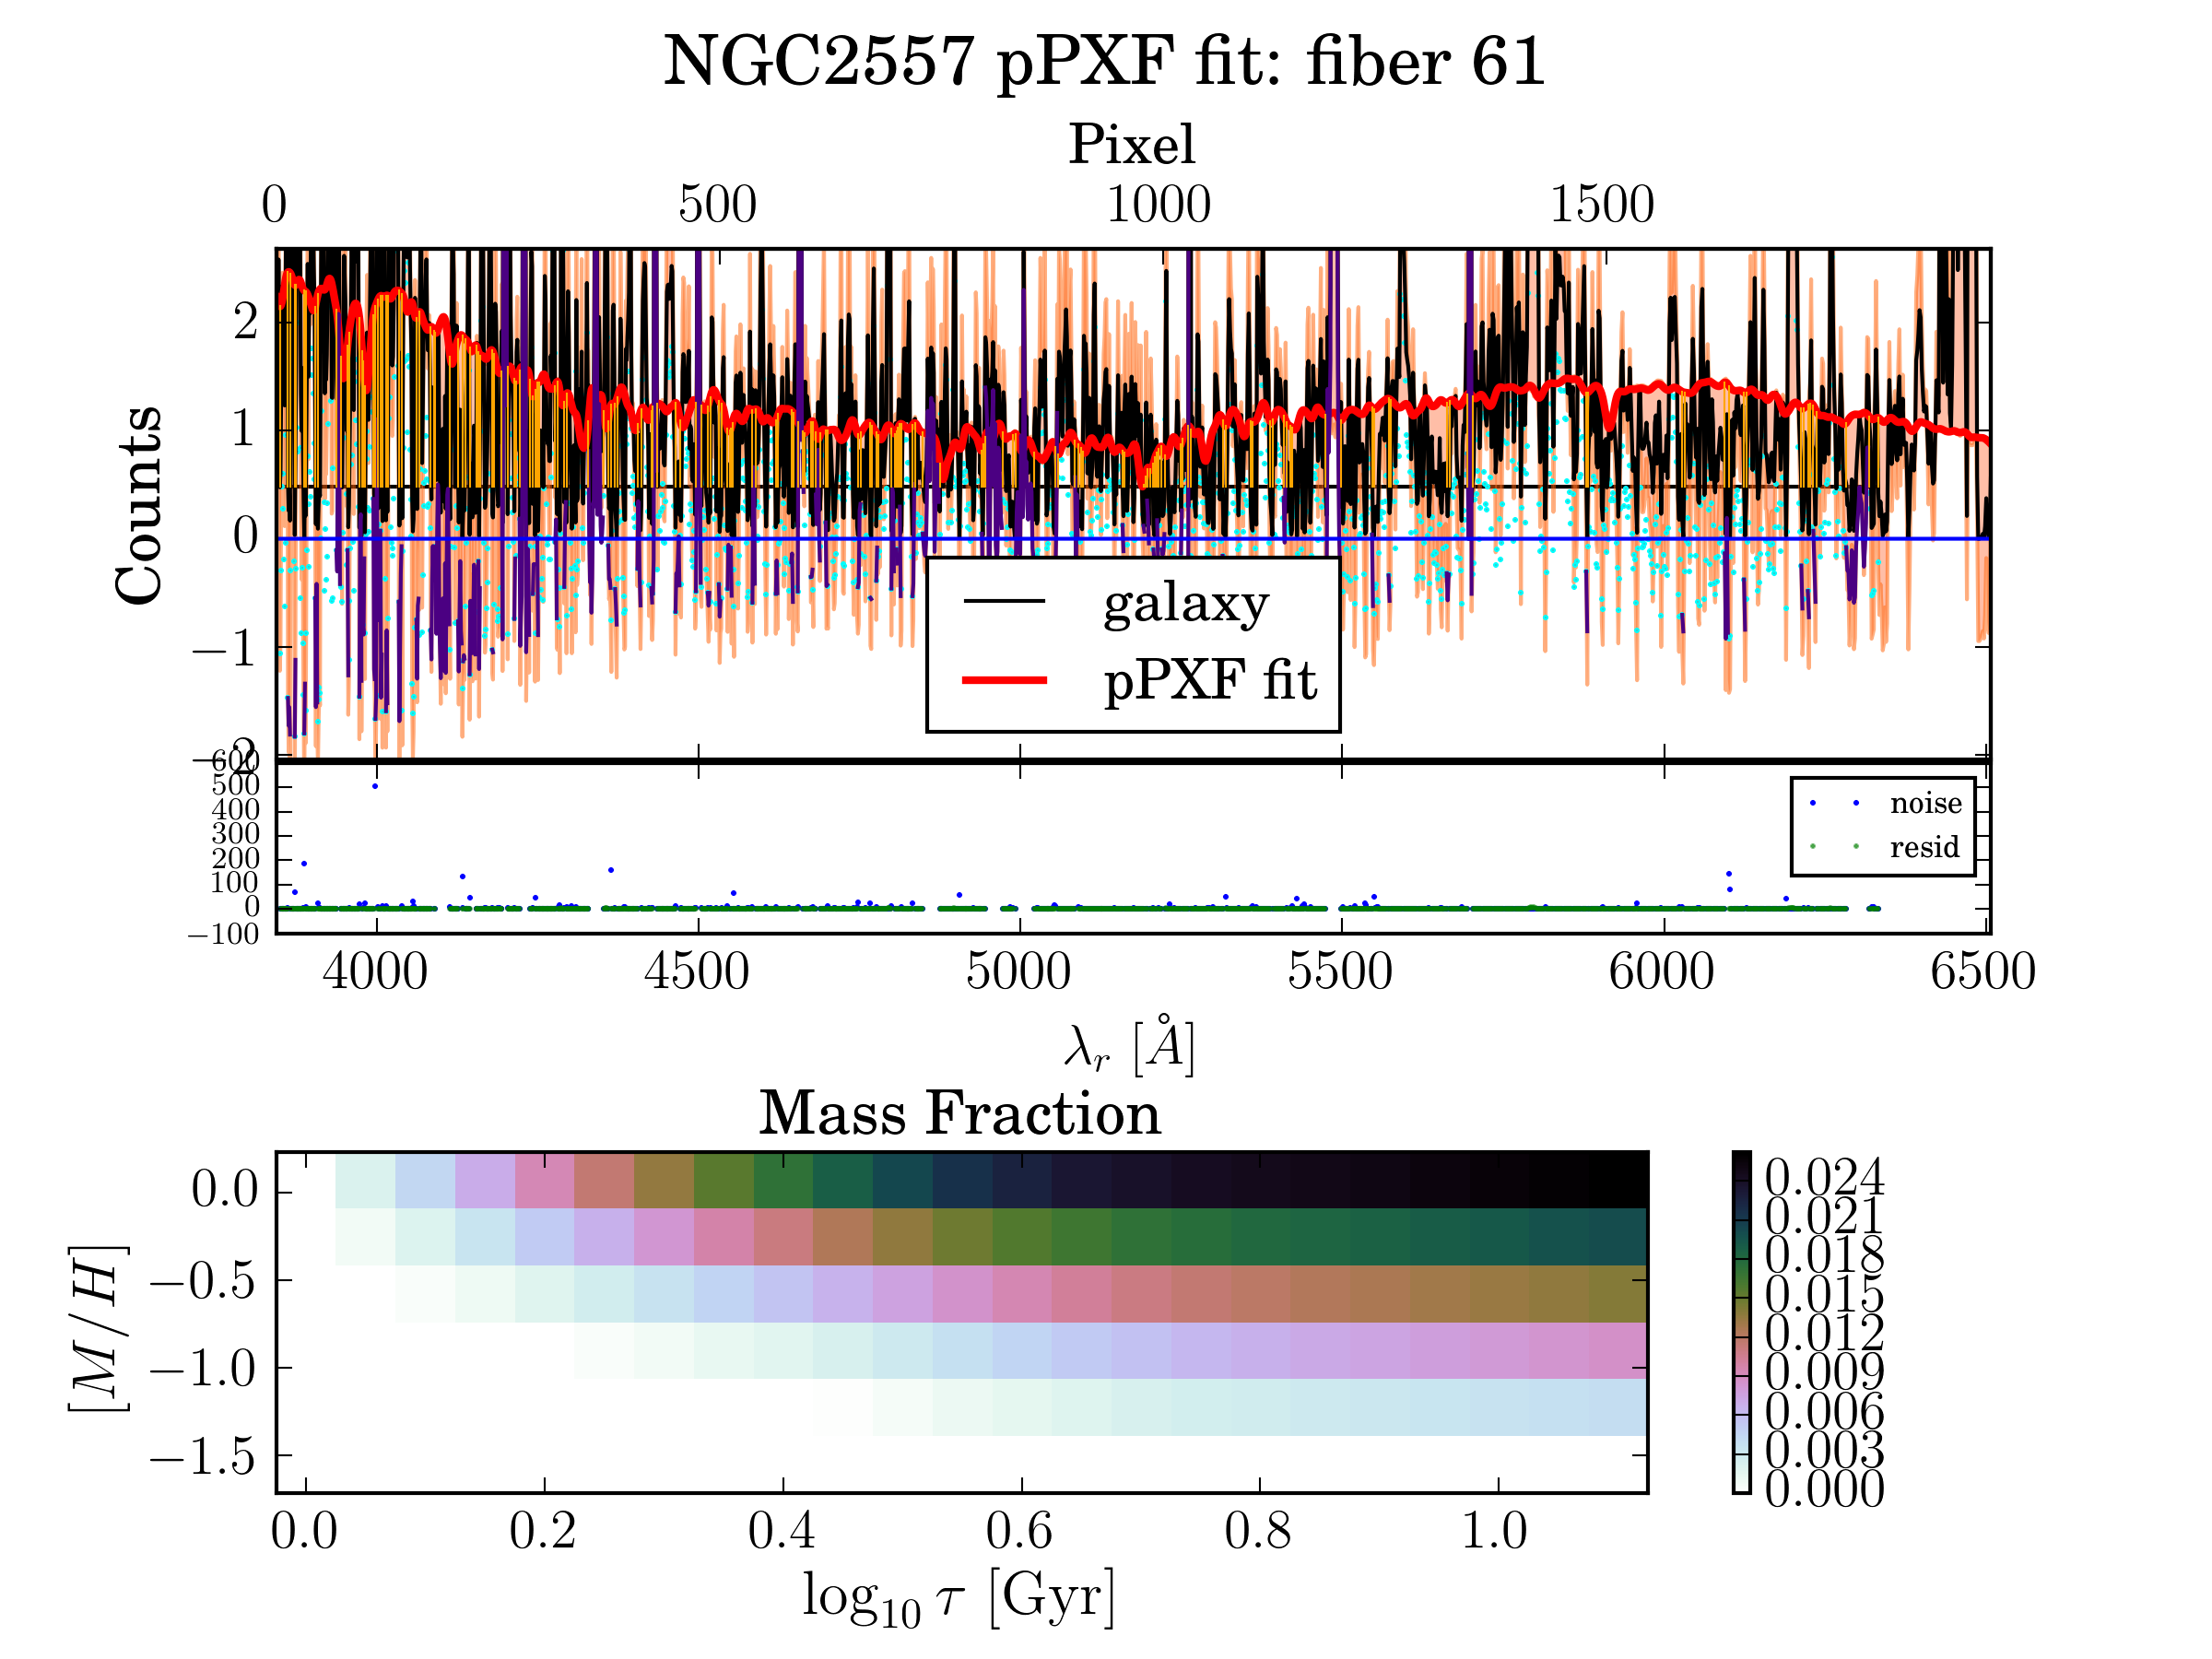 NGC2557 pPXF fit: fiber 61
Pixel
0 500 1000 1500
Counts
2
1
0
−1
−2
galaxy
pPXF fit
600
500
400
300
200
100
0
−100
noise
resid
4000 4500 5000 5500 6000 6500
λr [Å]
Mass Fraction
[M/H]
0.0
−0.5
−1.0
−1.5
0.0 0.2 0.4 0.6 0.8 1.0
log10 τ [Gyr]
0.024
0.021
0.018
0.015
0.012
0.009
0.006
0.003
0.000